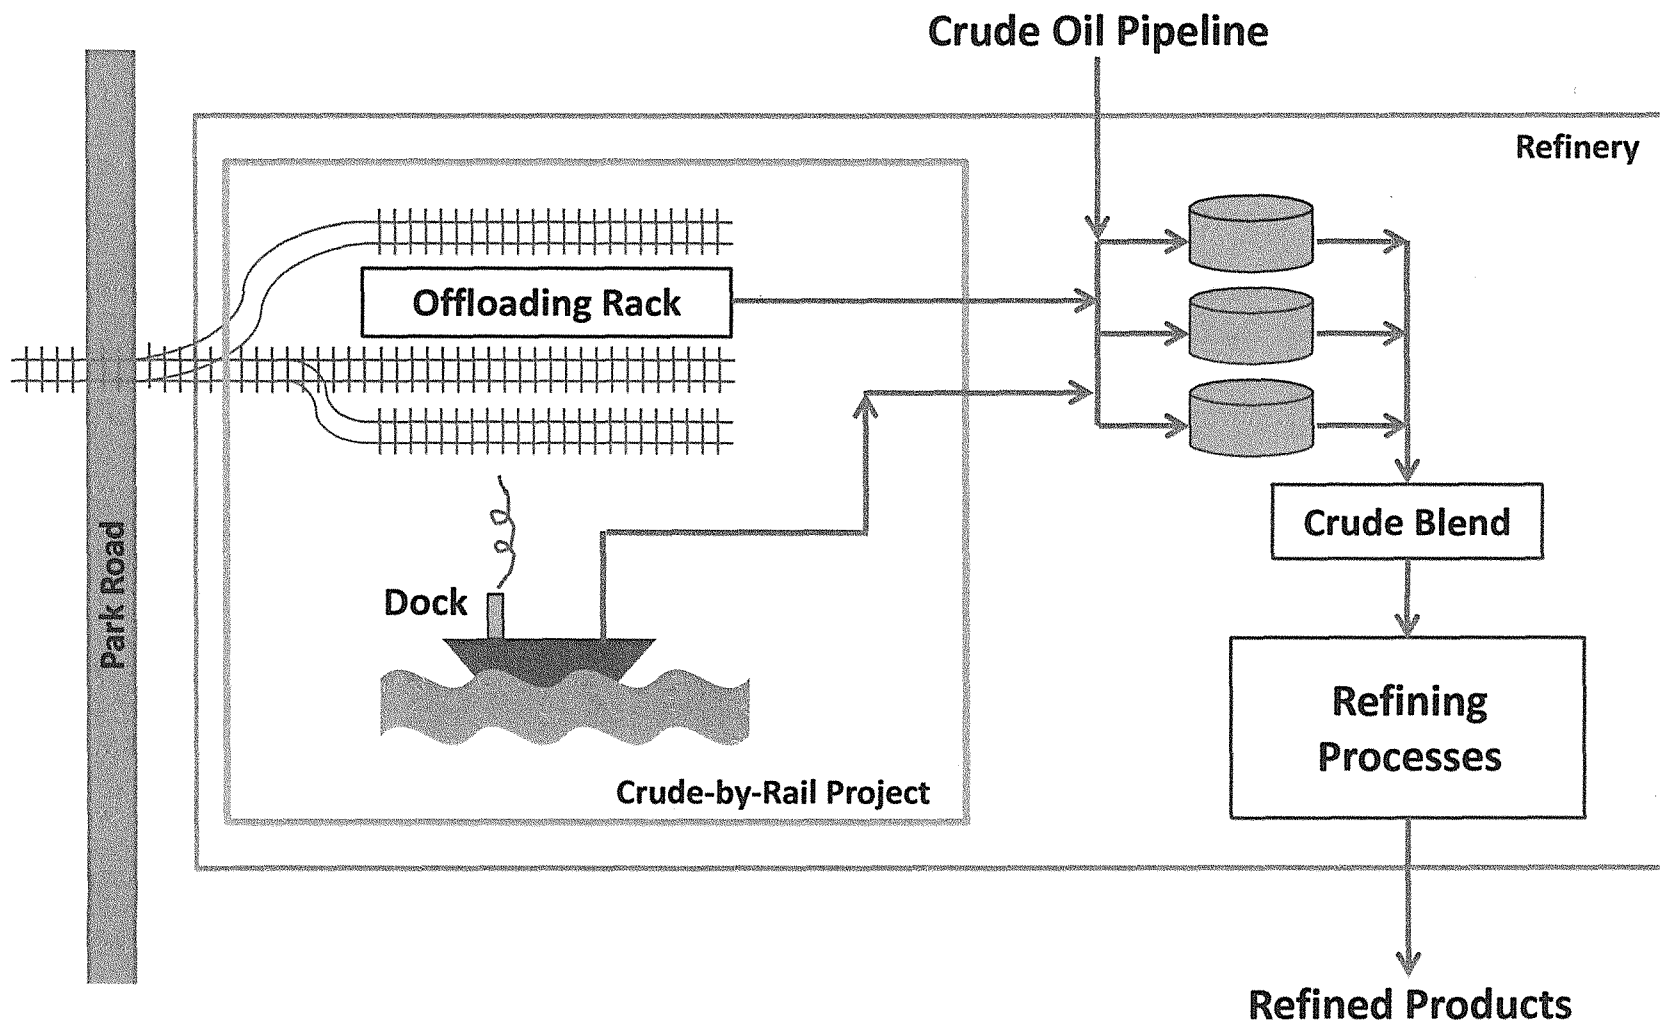 Crude Oil Pipeline
Refinery
Offloading Rack
Crude Blend
Park Road
Dock
Refining
Processes
Crude-by-Rail Project
Refined Products